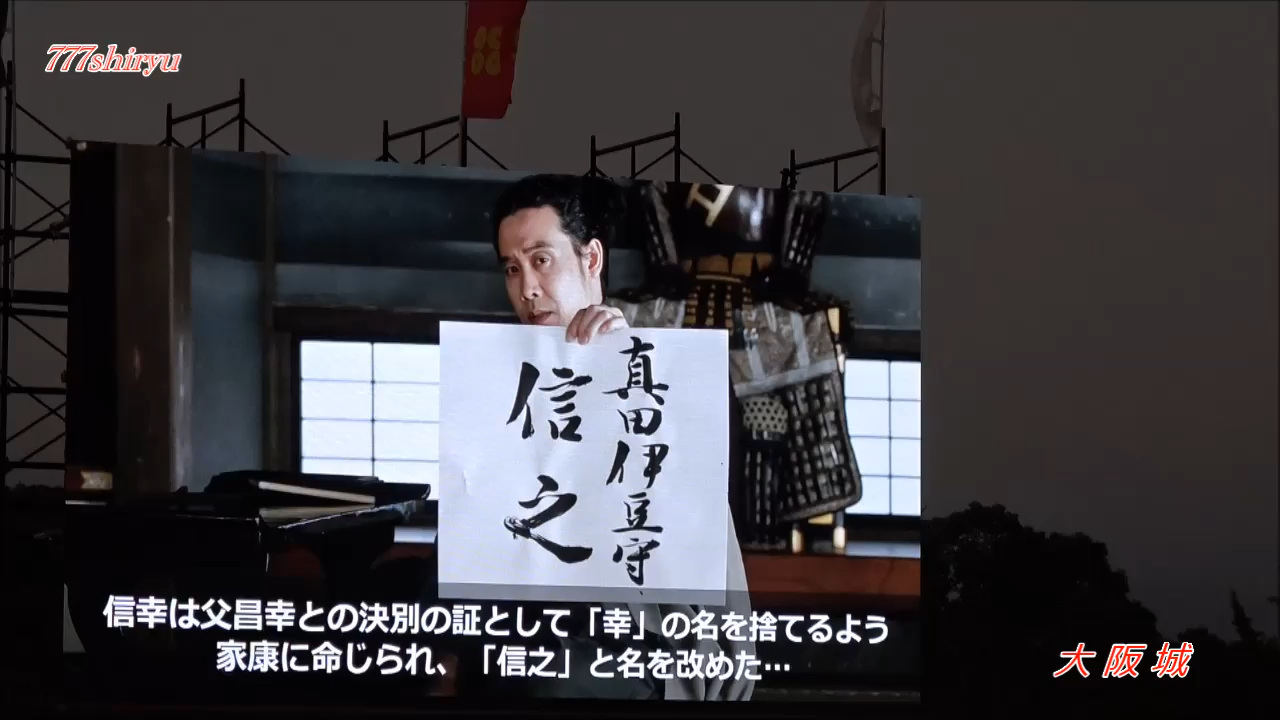 777shiryu
真田伊豆守
信之
信幸は父昌幸との決別の証として「幸」の名を捨てるよう
家康に命じられ、「信之」と名を改めた…
大阪城